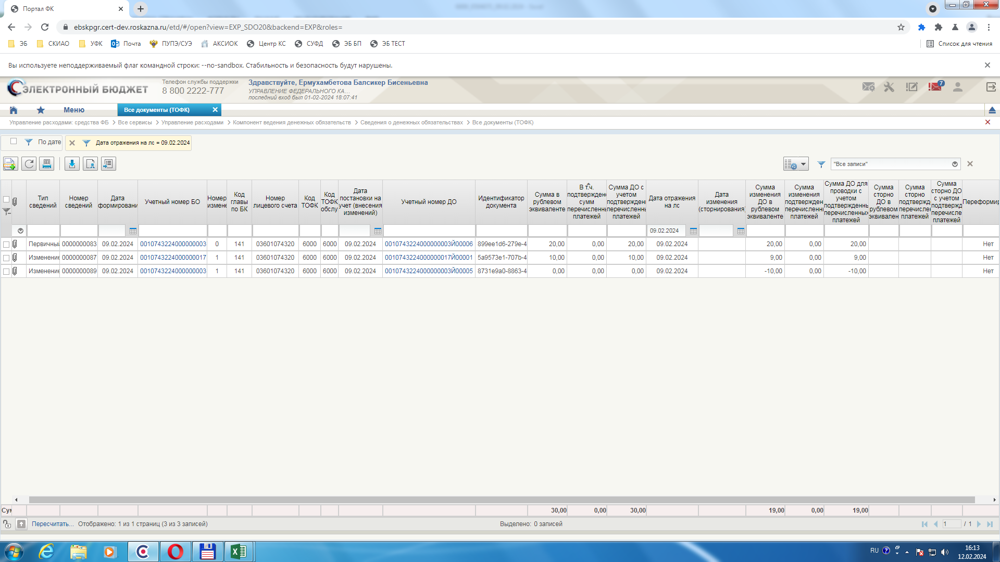 Портал ФК
ebskpgr.cert-dev.roskazna.ru/etd/#/open?view=EXP_SDO20&backend=EXP&roles=
ЭБ СКИАО УФК Почта ПУПЭ/СУЭ АКСИОК Центр КС СУФД ЭБ БП ЭБ ТЕСТ Список для чтения
Вы используете неподдерживаемый флаг командной строки: --no-sandbox. Стабильность и безопасность будут нарушены.
ЭЛЕКТРОННЫЙ БЮДЖЕТ
Телефон службы поддержки
8 800 2222-777
Здравствуйте, Ермухамбетова Балсикер Бисеньевна
УПРАВЛЕНИЕ ФЕДЕРАЛЬНОГО КА...
последний вход был 01-02-2024 18:07:41
7
Меню Все документы (ТОФК)
Управление расходами: средства ФБ > Все сервисы > Управление расходами > Компонент ведения денежных обязательств > Сведения о денежных обязательствах > Все документы (ТОФК)
По дате Дата отражения на лс = 09.02.2024
"Все записи"
Тип сведений
Номер сведений
Дата формировани
Учетный номер БО
Номер измене
Код главы по БК
Номер лицевого счета
Код ТОФК
Код ТОФК обслу
Дата постановки на учет (внесения изменений)
Учетный номер ДО
Идентификатор документа
Сумма в рублевом эквиваленте
В т.ч. подтвержденн сумм перечисленны платежей
Сумма ДО с учетом подтвержденн перечисленны платежей
Дата отражения на лс
Дата изменения (сторнирования)
Сумма изменения ДО в рублевом эквиваленте
Сумма изменения подтвержден перечисленн платежей
Сумма ДО для проводки с учетом подтвержденны перечисленных платежей
Сумма сторно ДО в рублевом эквивален
Сумма сторно подтвержд перечислен платежей
Сумма сторно ДО с учетом подтвержд перечисле платежей
Переформир
09.02.2024
Первичный 0000000083 09.02.2024 0010743224000000003 0 141 03601074320 6000 6000 09.02.2024 0010743224000000003Й00006 899ee1d6-279e-4 20,00 0,00 20,00 09.02.2024 20,00 0,00 20,00 Нет
Изменение 0000000087 09.02.2024 0010743224000000017 1 141 03601074320 6000 6000 09.02.2024 0010743224000000017Й00001 5a9573e1-707b-4 10,00 0,00 10,00 09.02.2024 9,00 0,00 9,00 Нет
Изменение 0000000089 09.02.2024 0010743224000000003 1 141 03601074320 6000 6000 09.02.2024 0010743224000000003Й00005 8731e9a0-8863-4 0,00 0,00 0,00 09.02.2024 -10,00 0,00 -10,00 Нет
Сум 30,00 0,00 30,00 19,00 0,00 19,00
Пересчитать... Отображено: 1 из 1 страниц (3 из 3 записей) Выделено: 0 записей 1 / 1
RU 16:13
12.02.2024